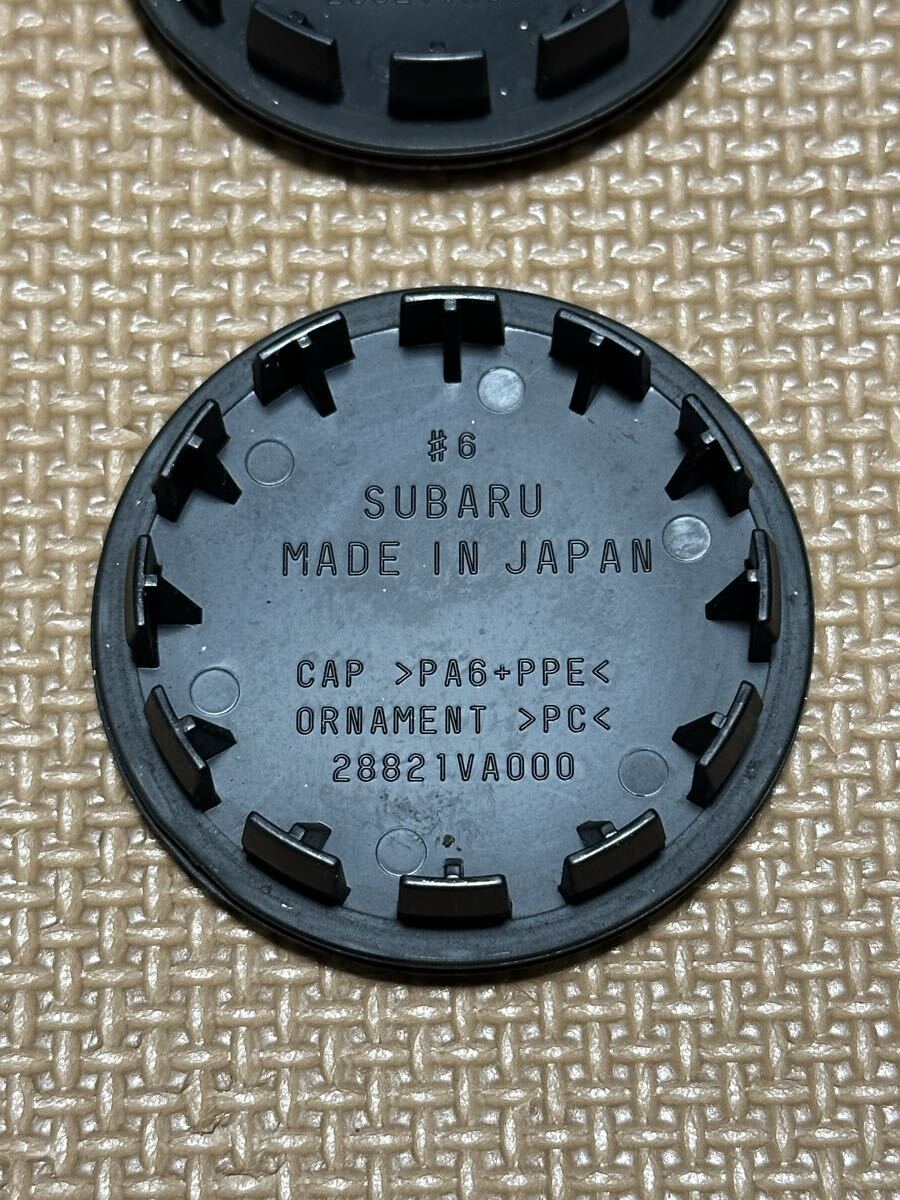 #6
SUBARU
MADE IN JAPAN
CAP >PA6+PPE<
ORNAMENT >PC<
28821VA000